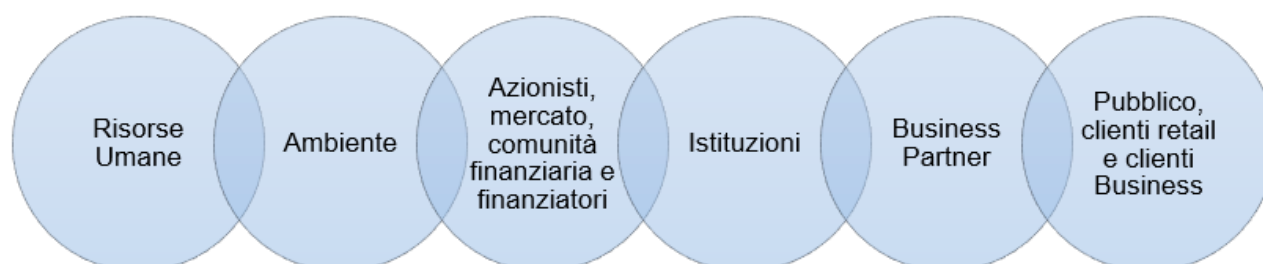 Risorse
Umane
Ambiente
Azionisti,
mercato,
comunità
finanziaria e
finanziatori
Istituzioni
Business
Partner
Pubblico,
clienti retail
e clienti
Business